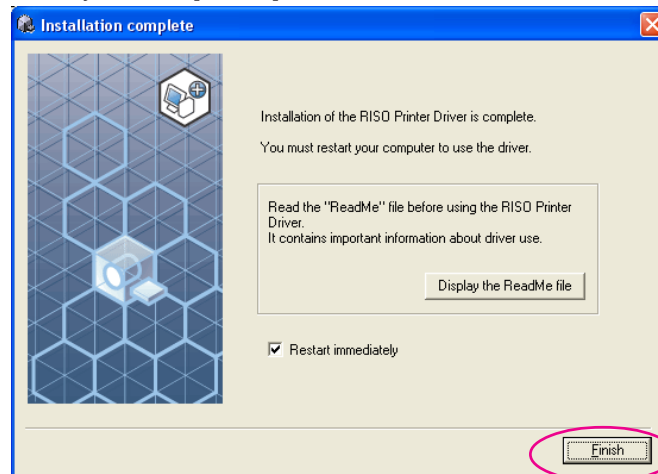 Installation complete
Installation of the RISO Printer Driver is complete.
You must restart your computer to use the driver.
Read the "ReadMe" file before using the RISO Printer
Driver.
It contains important information about driver use.
Display the ReadMe file
Restart immediately
Finish